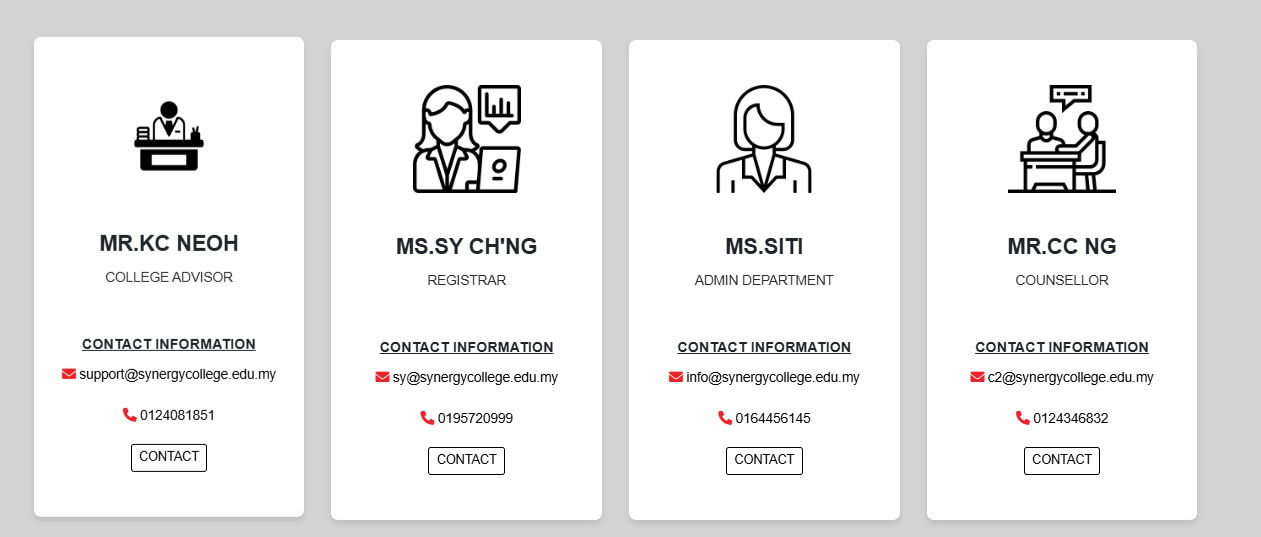 MR.KC NEOH
COLLEGE ADVISOR
CONTACT INFORMATION
support@synergycollege.edu.my
0124081851
CONTACT
MS.SY CH'NG
REGISTRAR
CONTACT INFORMATION
sy@synergycollege.edu.my
0195720999
CONTACT
MS.SITI
ADMIN DEPARTMENT
CONTACT INFORMATION
info@synergycollege.edu.my
0164456145
CONTACT
MR.CC NG
COUNSELLOR
CONTACT INFORMATION
c2@synergycollege.edu.my
0124346832
CONTACT